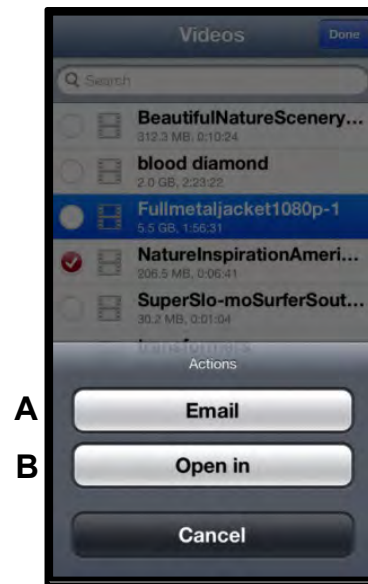 Videos
Done
Search
BeautifulNatureScenery...
312.3 MB, 0:10:24
blood diamond
2.0 GB, 2:23:22
Fullmetaljacket1080p-1
5.5 GB, 1:56:31
NatureInspirationAmeri...
206.5 MB, 0:06:41
SuperSlo-moSurferSout...
30.2 MB, 0:01:04
transformers
Actions
A
Email
B
Open in
Cancel